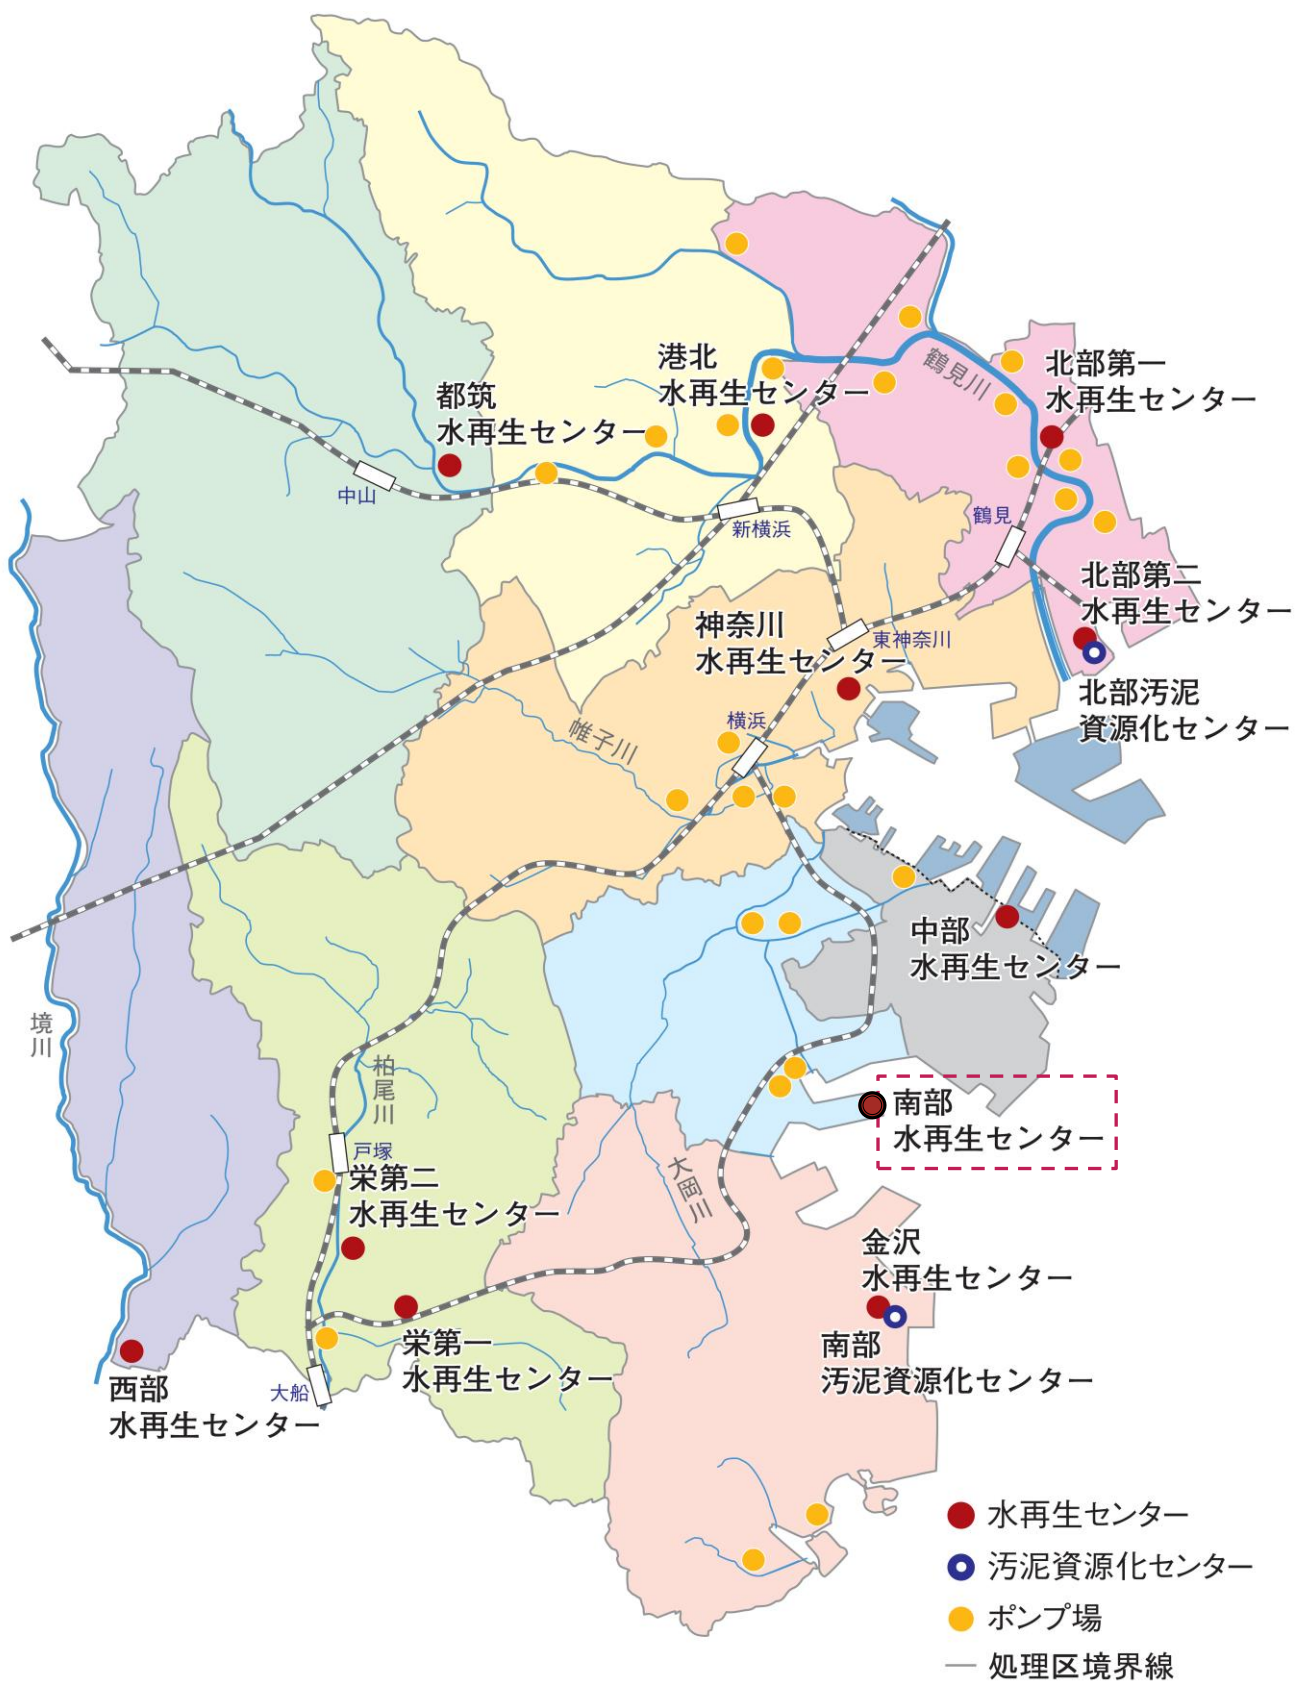 港北
水再生センター
鶴見川
北部第一
水再生センター
都筑
水再生センター
中山
新横浜
鶴見
北部第二
水再生センター
神奈川
水再生センター
東神奈川
北部汚泥
資源化センター
横浜
帷子川
中部
水再生センター
境川
柏尾川
南部
水再生センター
戸塚
栄第二
水再生センター
大岡川
金沢
水再生センター
栄第一
水再生センター
南部
汚泥資源化センター
西部
水再生センター
大船
水再生センター
汚泥資源化センター
ポンプ場
処理区境界線